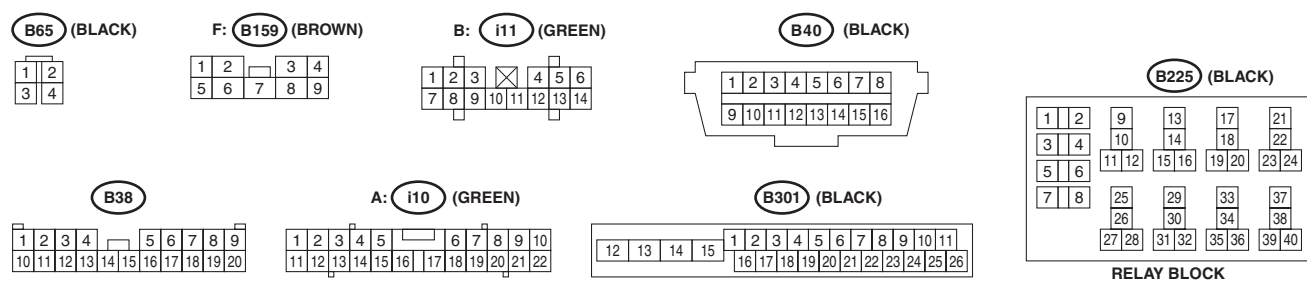 B65 (BLACK)
F: B159 (BROWN)
B: i11 (GREEN)
B40 (BLACK)
B225 (BLACK)
1 2
3 4
1 2 3 4
5 6 7 8 9
1 2 3 4 5 6
7 8 9 10 11 12 13 14
1 2 3 4 5 6 7 8
9 10 11 12 13 14 15 16
1 2 9 13 17 21
3 4 10 14 18 22
11 12 15 16 19 20 23 24
5 6
7 8 25 29 33 37
26 30 34 38
27 28 31 32 35 36 39 40
RELAY BLOCK
B38
A: i10 (GREEN)
B301 (BLACK)
1 2 3 4 5 6 7 8 9
10 11 12 13 14 15 16 17 18 19 20
1 2 3 4 5 6 7 8 9 10
11 12 13 14 15 16 17 18 19 20 21 22
12 13 14 15 1 2 3 4 5 6 7 8 9 10 11
16 17 18 19 20 21 22 23 24 25 26